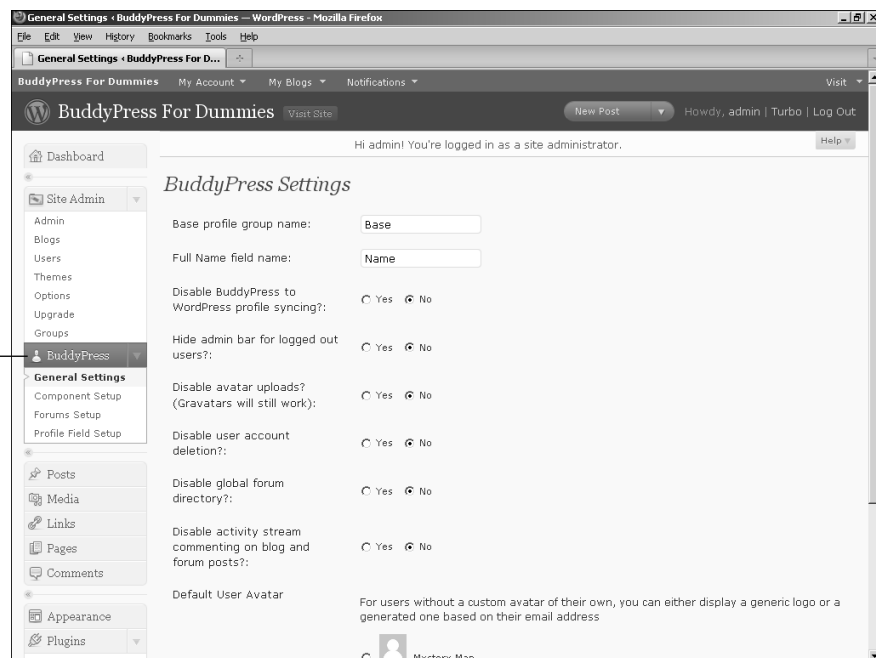 General Settings ‹ BuddyPress For Dummies — WordPress - Mozilla Firefox
File Edit View History Bookmarks Tools Help
General Settings ‹ BuddyPress For D...
BuddyPress For Dummies My Account My Blogs Notifications Visit
BuddyPress For Dummies Visit Site New Post Howdy, admin | Turbo | Log Out
Hi admin! You're logged in as a site administrator. Help
Dashboard
Site Admin
Admin
Blogs
Users
Themes
Options
Upgrade
Groups
BuddyPress
General Settings
Component Setup
Forums Setup
Profile Field Setup
Posts
Media
Links
Pages
Comments
Appearance
Plugins
BuddyPress Settings
Base profile group name: Base
Full Name field name: Name
Disable BuddyPress to
WordPress profile syncing?: Yes No
Hide admin bar for logged out
users?: Yes No
Disable avatar uploads?
(Gravatars will still work): Yes No
Disable user account
deletion?: Yes No
Disable global forum
directory?: Yes No
Disable activity stream
commenting on blog and
forum posts?: Yes No
Default User Avatar
For users without a custom avatar of their own, you can either display a generic logo or a
generated one based on their email address
Mystery Man